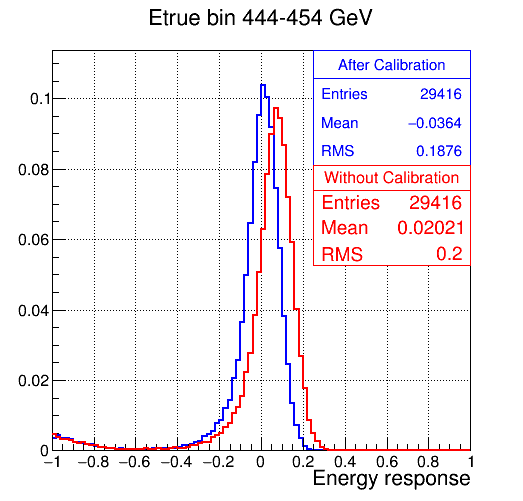 Etrue bin 444-454 GeV
After Calibration
Entries 29416
Mean −0.0364
RMS 0.1876
Without Calibration
Entries 29416
Mean 0.02021
RMS 0.2
0.1
0.08
0.06
0.04
0.02
0
−1 −0.8 −0.6 −0.4 −0.2 0 0.2 0.4 0.6 0.8 1
Energy response